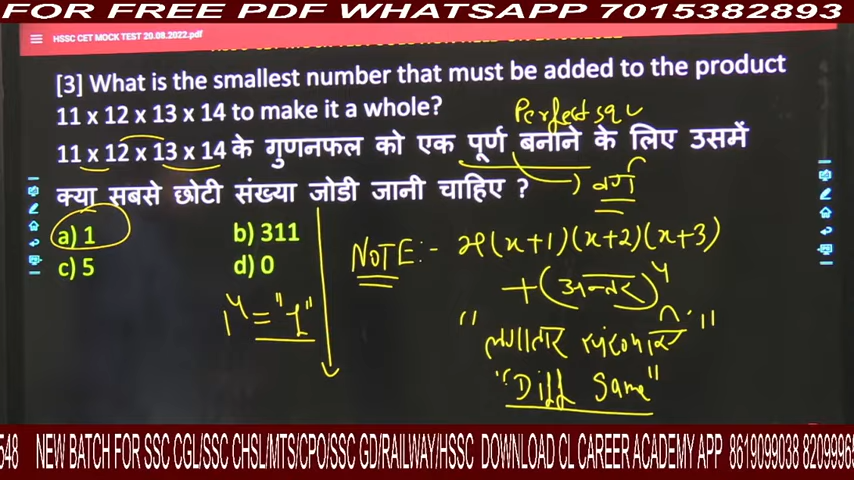 FOR FREE PDF WHATSAPP 7015382893
HSSC CET MOCK TEST 20.08.2022.pdf
[3] What is the smallest number that must be added to the product
11 x 12 x 13 x 14 to make it a whole?
Perfect squ
11 x 12 x 13 x 14 के गुणनफल को एक पूर्ण बनाने के लिए उसमें
क्या सबसे छोटी संख्या जोडी जानी चाहिए ?
वर्ग
a) 1
b) 311
c) 5
d) 0
NOTE:- x(x+1)(x+2)(x+3)
+(अन्तर)⁴
1⁴ = "1"
"लगातार
"Diff Same"
548 NEW BATCH FOR SSC CGL/SSC CHSL/MTS/CPO/SSC GD/RAILWAY/HSSC DOWNLOAD CL CAREER ACADEMY APP 8619099038 82099966